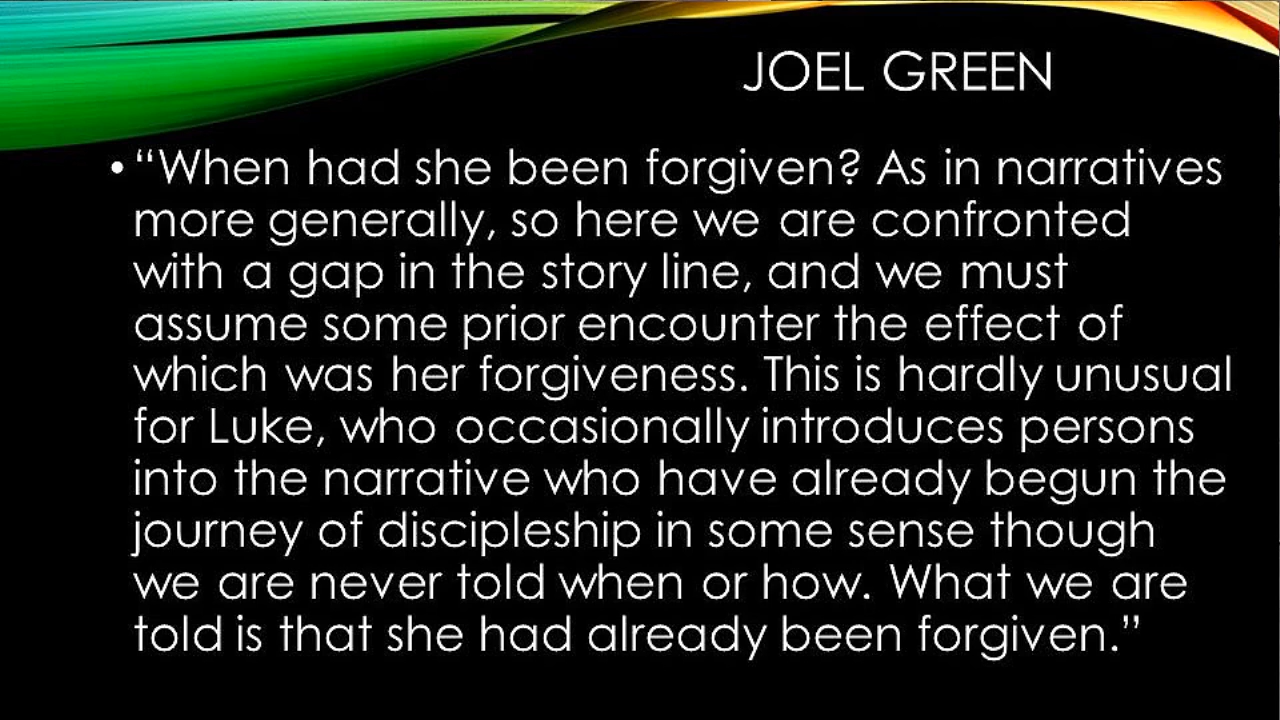 JOEL GREEN
• “When had she been forgiven? As in narratives
more generally, so here we are confronted
with a gap in the story line, and we must
assume some prior encounter the effect of
which was her forgiveness. This is hardly unusual
for Luke, who occasionally introduces persons
into the narrative who have already begun the
journey of discipleship in some sense though
we are never told when or how. What we are
told is that she had already been forgiven.”